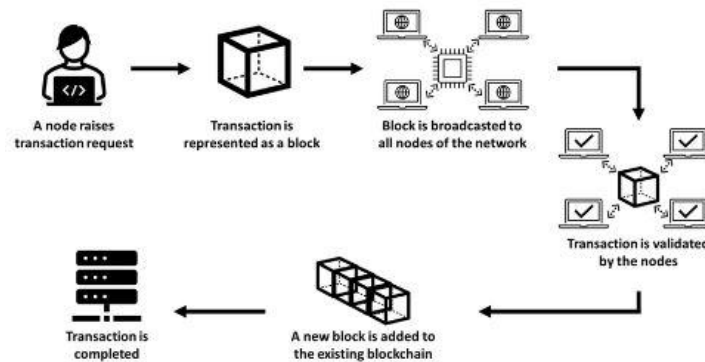 A node raises
transaction request
Transaction is
represented as a block
Block is broadcasted to
all nodes of the network
Transaction is validated
by the nodes
A new block is added to
the existing blockchain
Transaction is
completed